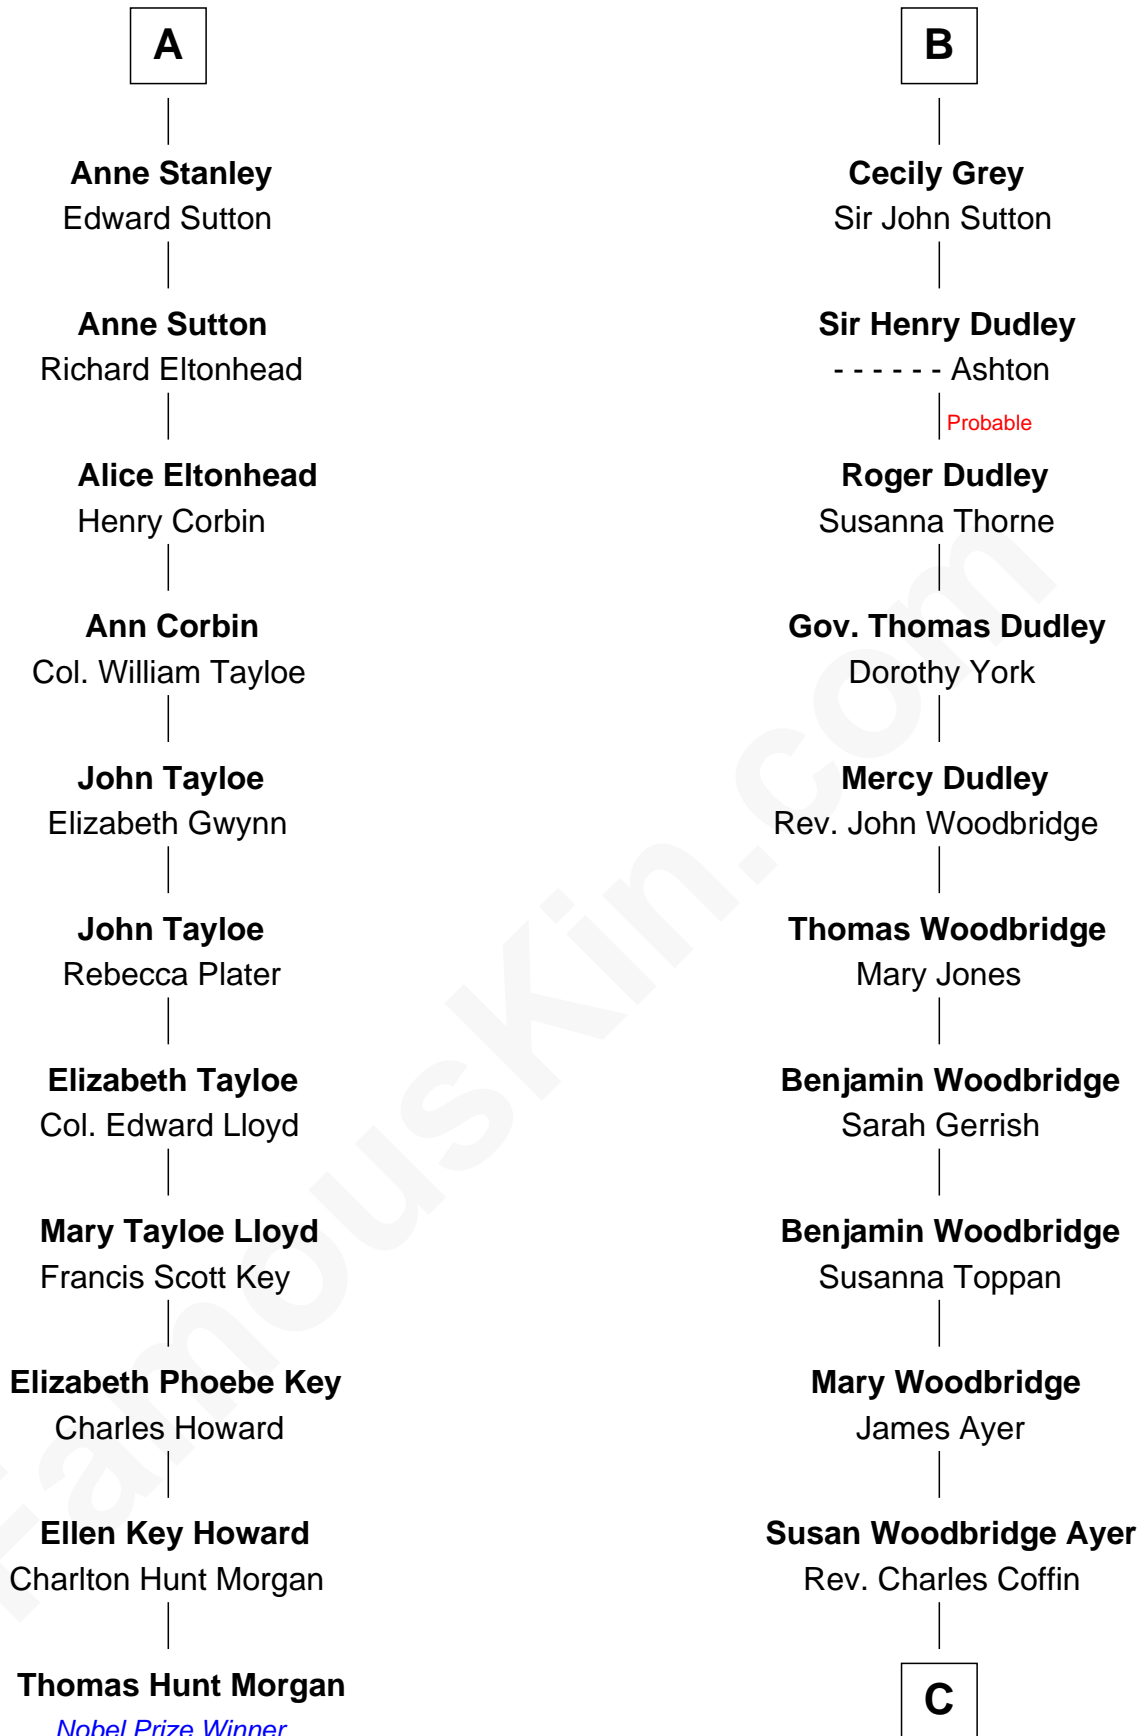 A
Anne Stanley
Edward Sutton
Anne Sutton
Richard Eltonhead
Alice Eltonhead
Henry Corbin
Ann Corbin
Col. William Tayloe
John Tayloe
Elizabeth Gwynn
John Tayloe
Rebecca Plater
Elizabeth Tayloe
Col. Edward Lloyd
Mary Tayloe Lloyd
Francis Scott Key
Elizabeth Phoebe Key
Charles Howard
Ellen Key Howard
Charlton Hunt Morgan
Thomas Hunt Morgan
Nobel Prize Winner
B
Cecily Grey
Sir John Sutton
Sir Henry Dudley
- - - - - - Ashton
Probable
Roger Dudley
Susanna Thorne
Gov. Thomas Dudley
Dorothy York
Mercy Dudley
Rev. John Woodbridge
Thomas Woodbridge
Mary Jones
Benjamin Woodbridge
Sarah Gerrish
Benjamin Woodbridge
Susanna Toppan
Mary Woodbridge
James Ayer
Susan Woodbridge Ayer
Rev. Charles Coffin
C
FamousKin.com